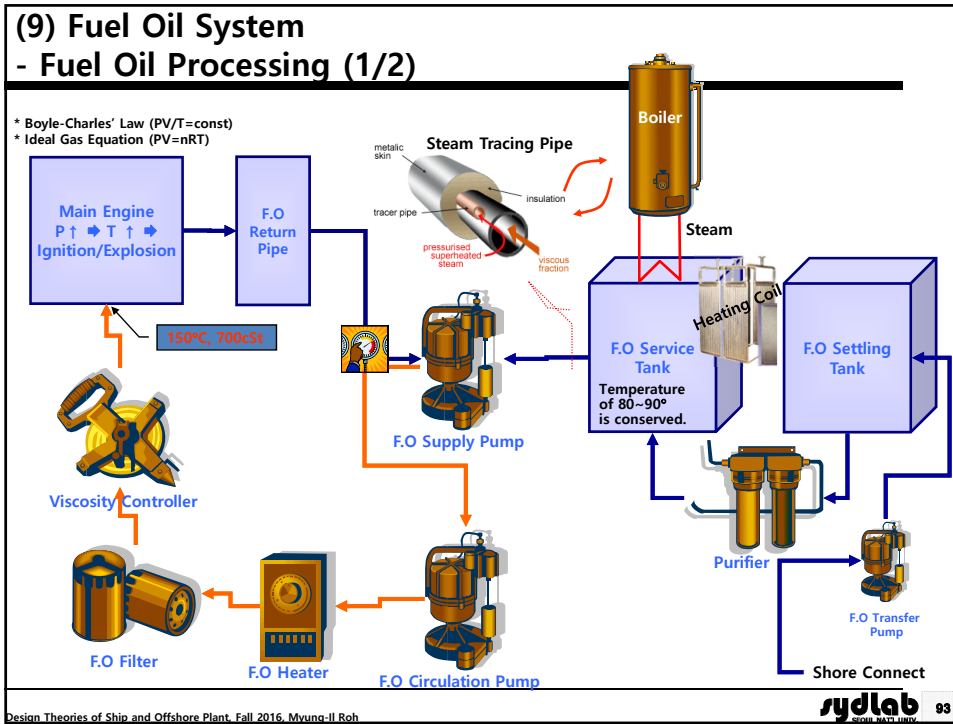 (9) Fuel Oil System
- Fuel Oil Processing (1/2)
* Boyle-Charles' Law (PV/T=const)
* Ideal Gas Equation (PV=nRT)
Main Engine
P ↑ ➡ T ↑ ➡
Ignition/Explosion
F.O
Return
Pipe
Steam Tracing Pipe
metalic
skin
insulation
tracer pipe
pressurised
superheated
steam
viscous
fraction
Boiler
Steam
Heating Coil
F.O Service
Tank
Temperature
of 80~90°
is conserved.
F.O Settling
Tank
150°C, 700cSt
F.O Supply Pump
Viscosity Controller
Purifier
F.O Transfer
Pump
F.O Filter
F.O Heater
F.O Circulation Pump
Shore Connect
Design Theories of Ship and Offshore Plant, Fall 2016, Myung-Il Roh
sydlab
SEOUL NAT'L UNIV.
93